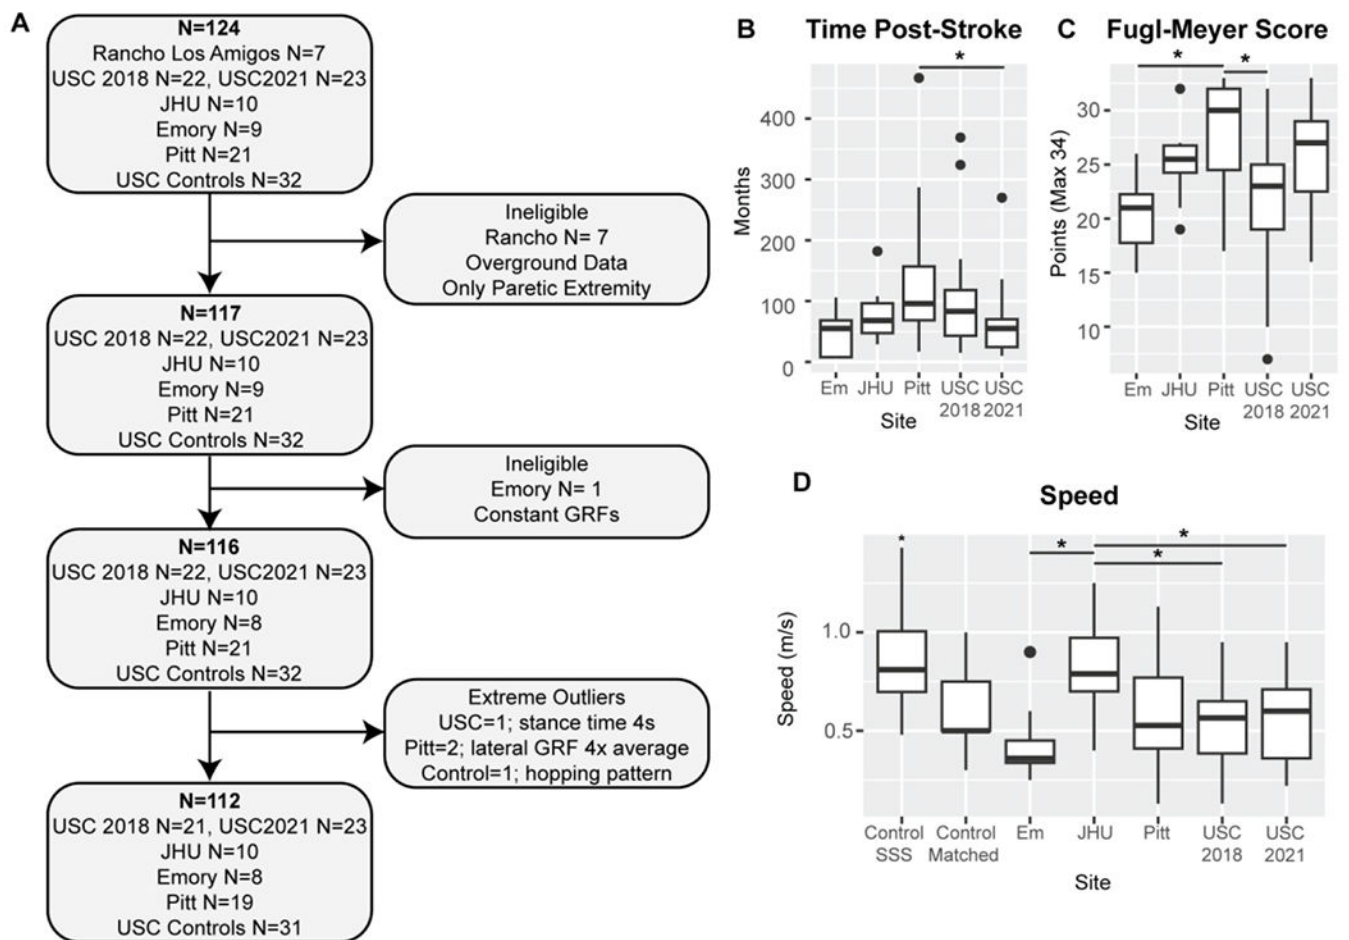 A
N=124
Rancho Los Amigos N=7
USC 2018 N=22, USC2021 N=23
JHU N=10
Emory N=9
Pitt N=21
USC Controls N=32
Ineligible
Rancho N= 7
Overground Data
Only Paretic Extremity
N=117
USC 2018 N=22, USC2021 N=23
JHU N=10
Emory N=9
Pitt N=21
USC Controls N=32
Ineligible
Emory N= 1
Constant GRFs
N=116
USC 2018 N=22, USC2021 N=23
JHU N=10
Emory N=8
Pitt N=21
USC Controls N=32
Extreme Outliers
USC=1; stance time 4s
Pitt=2; lateral GRF 4x average
Control=1; hopping pattern
N=112
USC 2018 N=21, USC2021 N=23
JHU N=10
Emory N=8
Pitt N=19
USC Controls N=31
B
Time Post-Stroke
*
Months
400
300
200
100
0
Em JHU Pitt USC USC
2018 2021
Site
C
Fugl-Meyer Score
* *
Points (Max 34)
30
25
20
15
10
Em JHU Pitt USC USC
2018 2021
Site
D
Speed
* * * *
Speed (m/s)
1.0
0.5
Control Control Em JHU Pitt USC USC
SSS Matched 2018 2021
Site